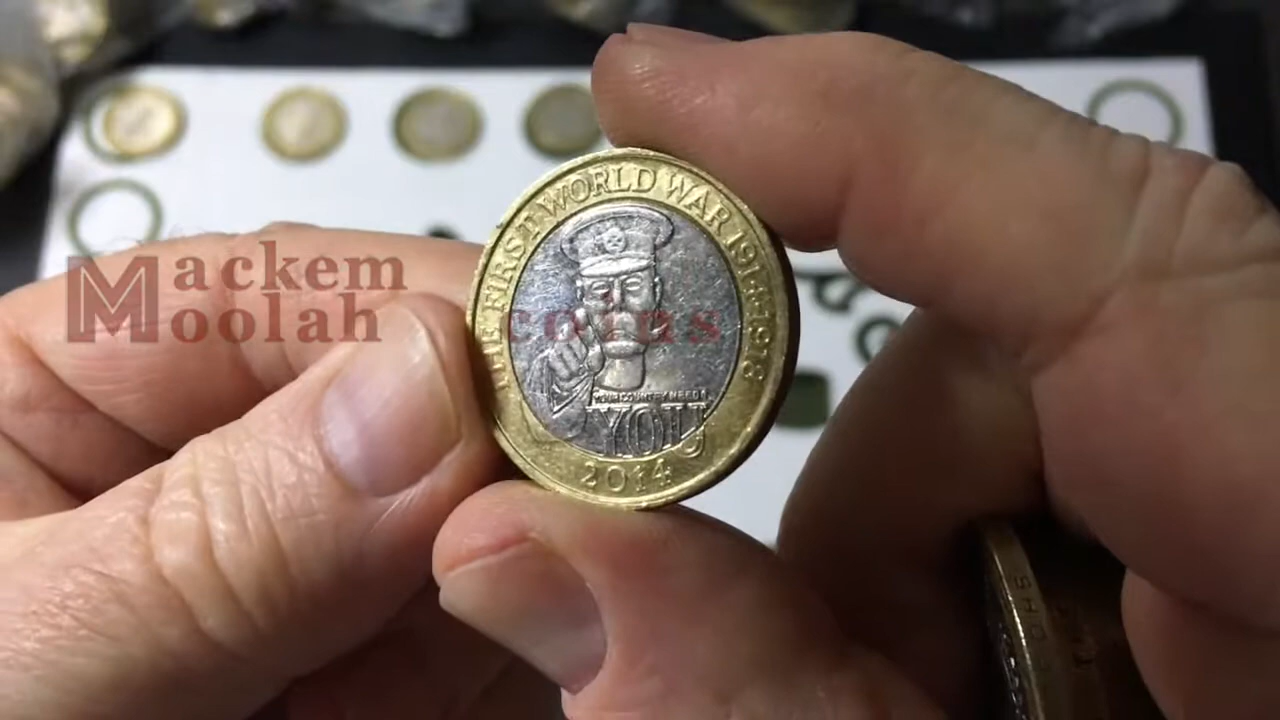 Mackem
Moolah
coins
THE FIRST WORLD WAR 1914-1918
YOUR COUNTRY NEEDS
YOU
2014